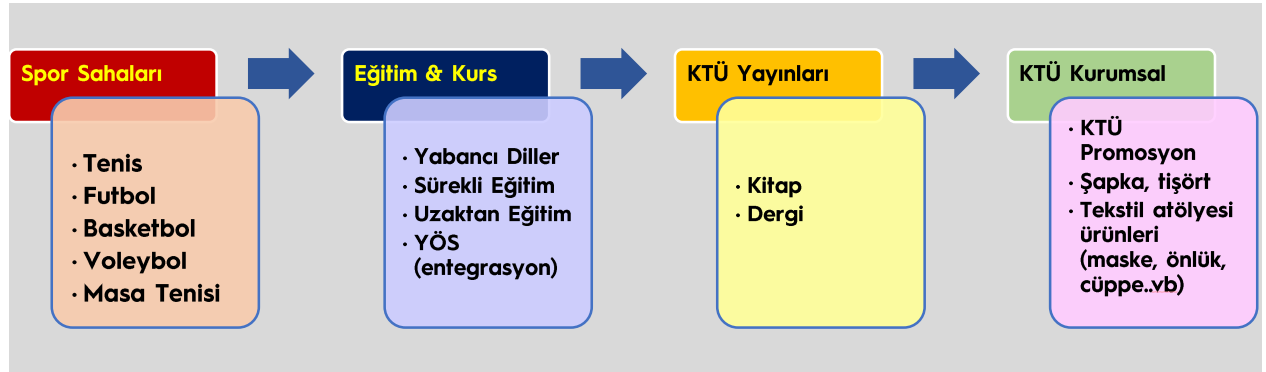 Spor Sahaları
· Tenis
· Futbol
· Basketbol
· Voleybol
· Masa Tenisi
Eğitim & Kurs
· Yabancı Diller
· Sürekli Eğitim
· Uzaktan Eğitim
· YÖS
(entegrasyon)
KTÜ Yayınları
· Kitap
· Dergi
KTÜ Kurumsal
· KTÜ
Promosyon
· Şapka, tişört
· Tekstil atölyesi
ürünleri
(maske, önlük,
cüppe..vb)